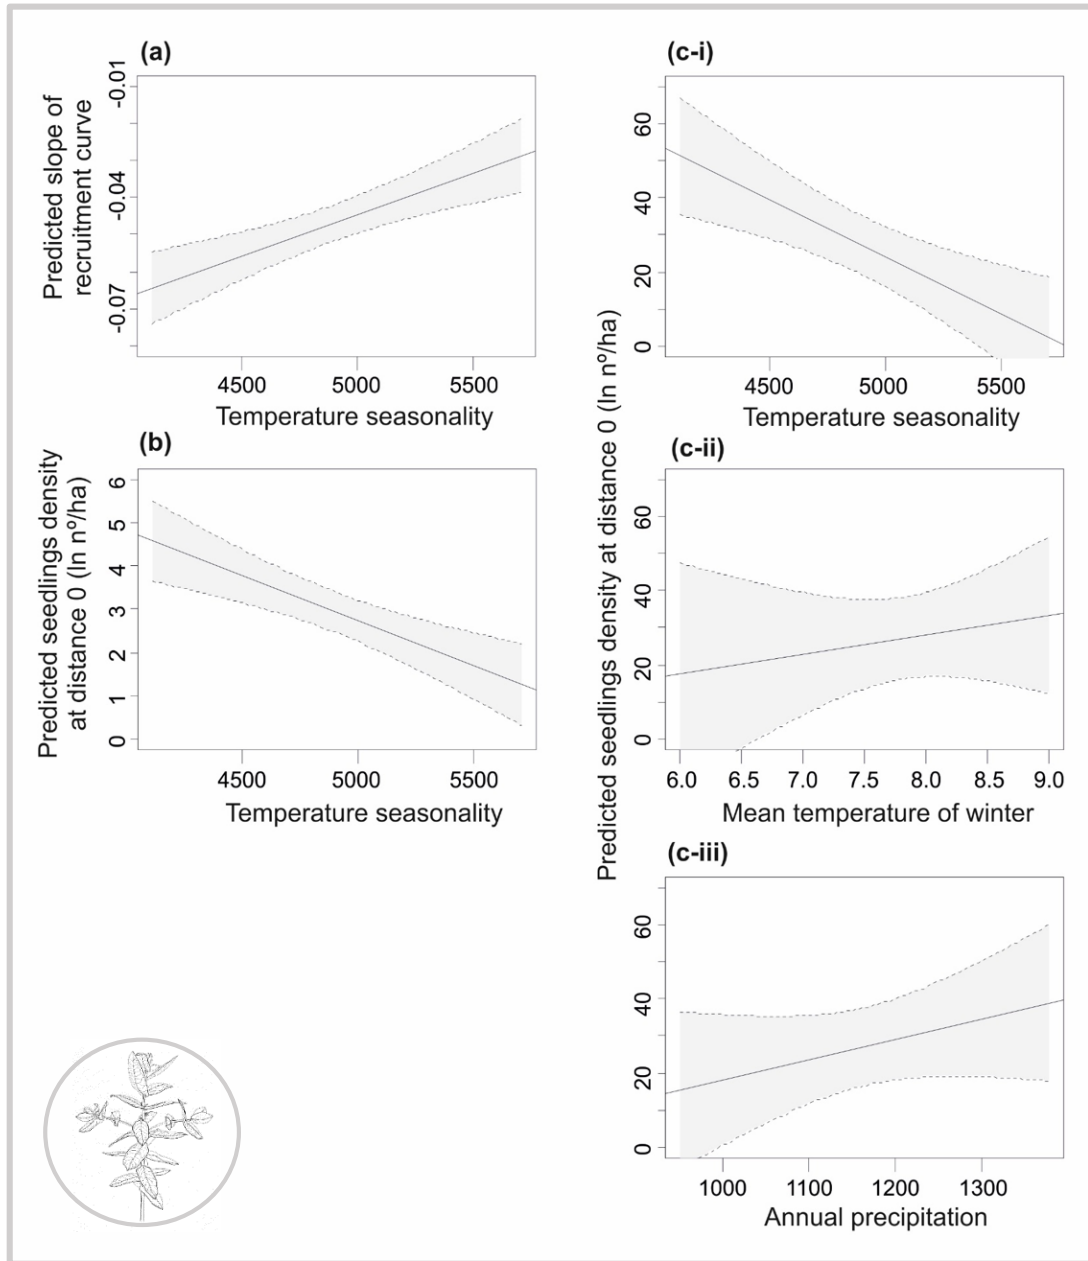 (a)
Predicted slope of
recruitment curve
-0.01
-0.04
-0.07
4500 5000 5500
Temperature seasonality
(b)
Predicted seedlings density
at distance 0 (ln nº/ha)
6
5
4
3
2
1
0
4500 5000 5500
Temperature seasonality
Predicted seedlings density at distance 0 (ln nº/ha)
(c-i)
60
40
20
0
4500 5000 5500
Temperature seasonality
(c-ii)
60
40
20
0
6.0 6.5 7.0 7.5 8.0 8.5 9.0
Mean temperature of winter
(c-iii)
60
40
20
0
1000 1100 1200 1300
Annual precipitation